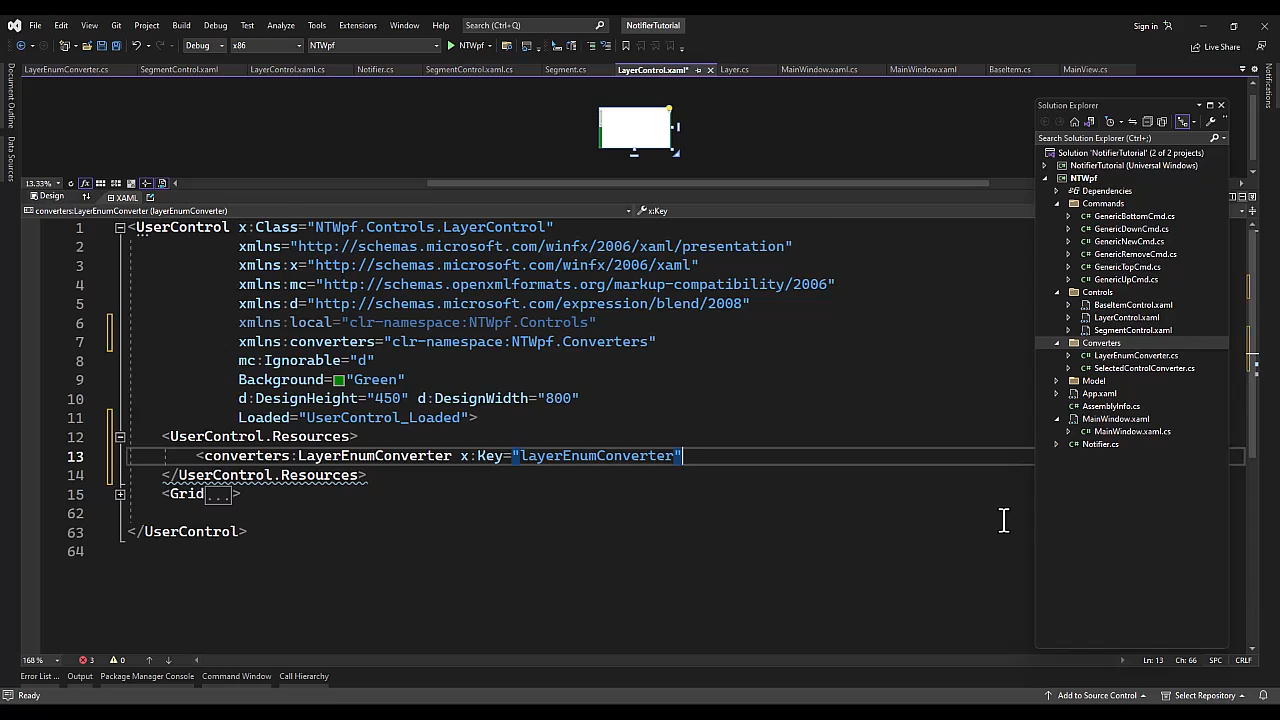 File Edit View Git Project Build Debug Test Analyze Tools Extensions Window Help Search (Ctrl+Q) NotifierTutorial Sign in
Debug x86 NTWpf NTWpf Live Share
LayerEnumConverter.cs SegmentControl.xaml LayerControl.xaml.cs Notifier.cs SegmentControl.xaml.cs Segment.cs LayerControl.xaml* Layer.cs MainWindow.xaml.cs MainWindow.xaml BaseItem.cs MainView.cs
Document Outline
Data Sources
Notifications
13.33%
Design XAML
converters:LayerEnumConverter (layerEnumConverter) x:Key
1 <UserControl x:Class="NTWpf.Controls.LayerControl"
2 xmlns="http://schemas.microsoft.com/winfx/2006/xaml/presentation"
3 xmlns:x="http://schemas.microsoft.com/winfx/2006/xaml"
4 xmlns:mc="http://schemas.openxmlformats.org/markup-compatibility/2006"
5 xmlns:d="http://schemas.microsoft.com/expression/blend/2008"
6 xmlns:local="clr-namespace:NTWpf.Controls"
7 xmlns:converters="clr-namespace:NTWpf.Converters"
8 mc:Ignorable="d"
9 Background="Green"
10 d:DesignHeight="450" d:DesignWidth="800"
11 Loaded="UserControl_Loaded">
12 <UserControl.Resources>
13 <converters:LayerEnumConverter x:Key="layerEnumConverter"
14 </UserControl.Resources>
15 <Grid...>
62
63 </UserControl>
64
Solution Explorer
Search Solution Explorer (Ctrl+;)
Solution 'NotifierTutorial' (2 of 2 projects)
NotifierTutorial (Universal Windows)
NTWpf
Dependencies
Commands
GenericBottomCmd.cs
GenericDownCmd.cs
GenericNewCmd.cs
GenericRemoveCmd.cs
GenericTopCmd.cs
GenericUpCmd.cs
Controls
BaseItemControl.xaml
LayerControl.xaml
SegmentControl.xaml
Converters
LayerEnumConverter.cs
SelectedControlConverter.cs
Model
App.xaml
AssemblyInfo.cs
MainWindow.xaml
MainWindow.xaml.cs
Notifier.cs
168 % 3 0 Ln: 13 Ch: 66 SPC CRLF
Error List ... Output Package Manager Console Command Window Call Hierarchy
Ready Add to Source Control Select Repository